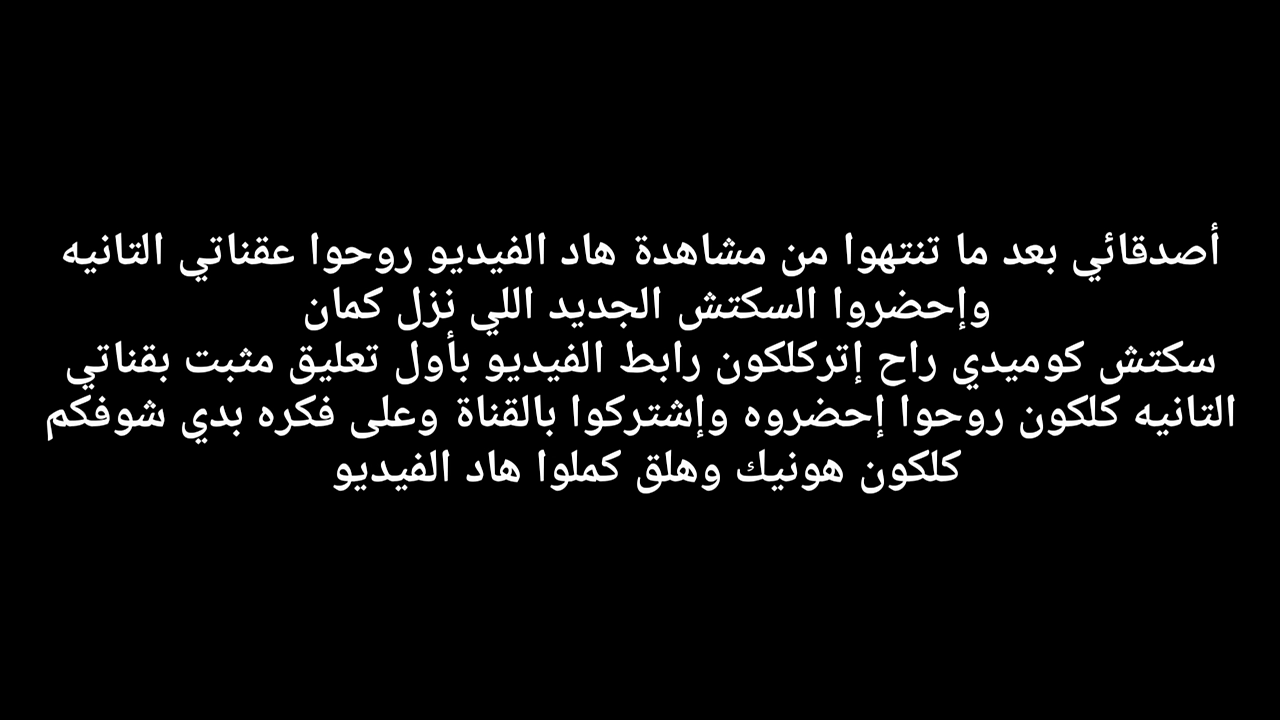 أصدقائي بعد ما تنتهوا من مشاهدة هاد الفيديو روحوا عقناتي التانيه
وإحضروا السكتش الجديد اللي نزل كمان
سكتش كوميدي راح إتركلكون رابط الفيديو بأول تعليق مثبت بقناتي
التانيه كلكون روحوا إحضروه وإشتركوا بالقناة وعلى فكره بدي شوفكم
كلكون هونيك وهلق كملوا هاد الفيديو